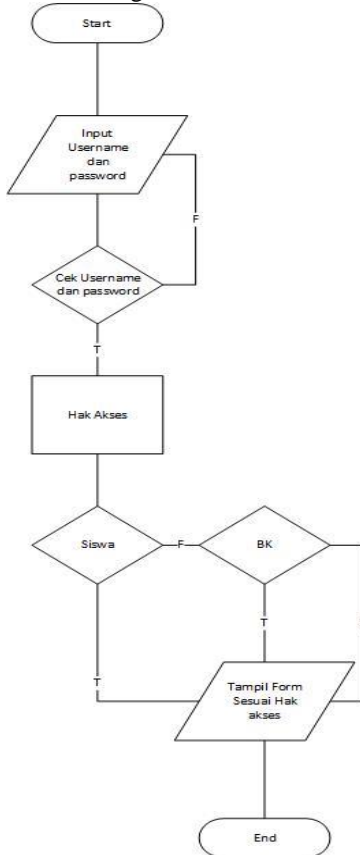 Start
Input
Username
dan
password
F
Cek Username
dan password
T
Hak Akses
Siswa
F
BK
T
T
Tampil Form
Sesuai Hak
akses
End